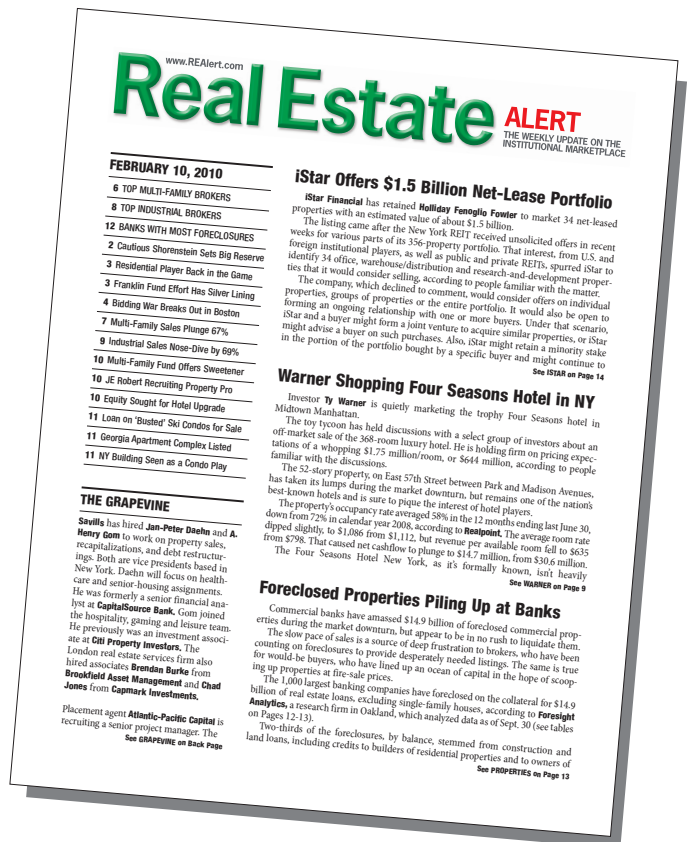 www.REAlert.com
Real Estate
ALERT
THE WEEKLY UPDATE ON THE
INSTITUTIONAL MARKETPLACE
FEBRUARY 10, 2010
6 TOP MULTI-FAMILY BROKERS
8 TOP INDUSTRIAL BROKERS
12 BANKS WITH MOST FORECLOSURES
2 Cautious Shorenstein Sets Big Reserve
3 Residential Player Back in the Game
3 Franklin Fund Effort Has Silver Lining
4 Bidding War Breaks Out in Boston
7 Multi-Family Sales Plunge 67%
9 Industrial Sales Nose-Dive by 69%
10 Multi-Family Fund Offers Sweetener
10 JE Robert Recruiting Property Pro
10 Equity Sought for Hotel Upgrade
11 Loan on 'Busted' Ski Condos for Sale
11 Georgia Apartment Complex Listed
11 NY Building Seen as a Condo Play
THE GRAPEVINE
Savills has hired Jan-Peter Daehn and A.
Henry Gom to work on property sales,
recapitalizations, and debt restructur-
ings. Both are vice presidents based in
New York. Daehn will focus on health-
care and senior-housing assignments.
He was formerly a senior financial ana-
lyst at CapitalSource Bank. Gom joined
the hospitality, gaming and leisure team.
He previously was an investment associ-
ate at Citi Property Investors. The
London real estate services firm also
hired associates Brendan Burke from
Brookfield Asset Management and Chad
Jones from Capmark Investments.
Placement agent Atlantic-Pacific Capital is
recruiting a senior project manager. The
See GRAPEVINE on Back Page
iStar Offers $1.5 Billion Net-Lease Portfolio
iStar Financial has retained Holliday Fenoglio Fowler to market 34 net-leased
properties with an estimated value of about $1.5 billion.
The listing came after the New York REIT received unsolicited offers in recent
weeks for various parts of its 356-property portfolio. That interest, from U.S. and
foreign institutional players, as well as public and private REITs, spurred iStar to
identify 34 office, warehouse/distribution and research-and-development proper-
ties that it would consider selling, according to people familiar with the matter.
The company, which declined to comment, would consider offers on individual
properties, groups of properties or the entire portfolio. It would also be open to
forming an ongoing relationship with one or more buyers. Under that scenario,
iStar and a buyer might form a joint venture to acquire similar properties, or iStar
might advise a buyer on such purchases. Also, iStar might retain a minority stake
in the portion of the portfolio bought by a specific buyer and might continue to
See ISTAR on Page 14
Warner Shopping Four Seasons Hotel in NY
Investor Ty Warner is quietly marketing the trophy Four Seasons hotel in
Midtown Manhattan.
The toy tycoon has held discussions with a select group of investors about an
off-market sale of the 368-room luxury hotel. He is holding firm on pricing expec-
tations of a whopping $1.75 million/room, or $644 million, according to people
familiar with the discussions.
The 52-story property, on East 57th Street between Park and Madison Avenues,
has taken its lumps during the market downturn, but remains one of the nation's
best-known hotels and is sure to pique the interest of hotel players.
The property's occupancy rate averaged 58% in the 12 months ending last June 30,
down from 72% in calendar year 2008, according to Realpoint. The average room rate
dipped slightly, to $1,086 from $1,112, but revenue per available room fell to $635
from $798. That caused net cashflow to plunge to $14.7 million, from $30.6 million.
The Four Seasons Hotel New York, as it's formally known, isn't heavily
See WARNER on Page 9
Foreclosed Properties Piling Up at Banks
Commercial banks have amassed $14.9 billion of foreclosed commercial prop-
erties during the market downturn, but appear to be in no rush to liquidate them.
The slow pace of sales is a source of deep frustration to brokers, who have been
counting on foreclosures to provide desperately needed listings. The same is true
for would-be buyers, who have lined up an ocean of capital in the hope of scoop-
ing up properties at fire-sale prices.
The 1,000 largest banking companies have foreclosed on the collateral for $14.9
billion of real estate loans, excluding single-family houses, according to Foresight
Analytics, a research firm in Oakland, which analyzed data as of Sept. 30 (see tables
on Pages 12-13).
Two-thirds of the foreclosures, by balance, stemmed from construction and
land loans, including credits to builders of residential properties and to owners of
See PROPERTIES on Page 13